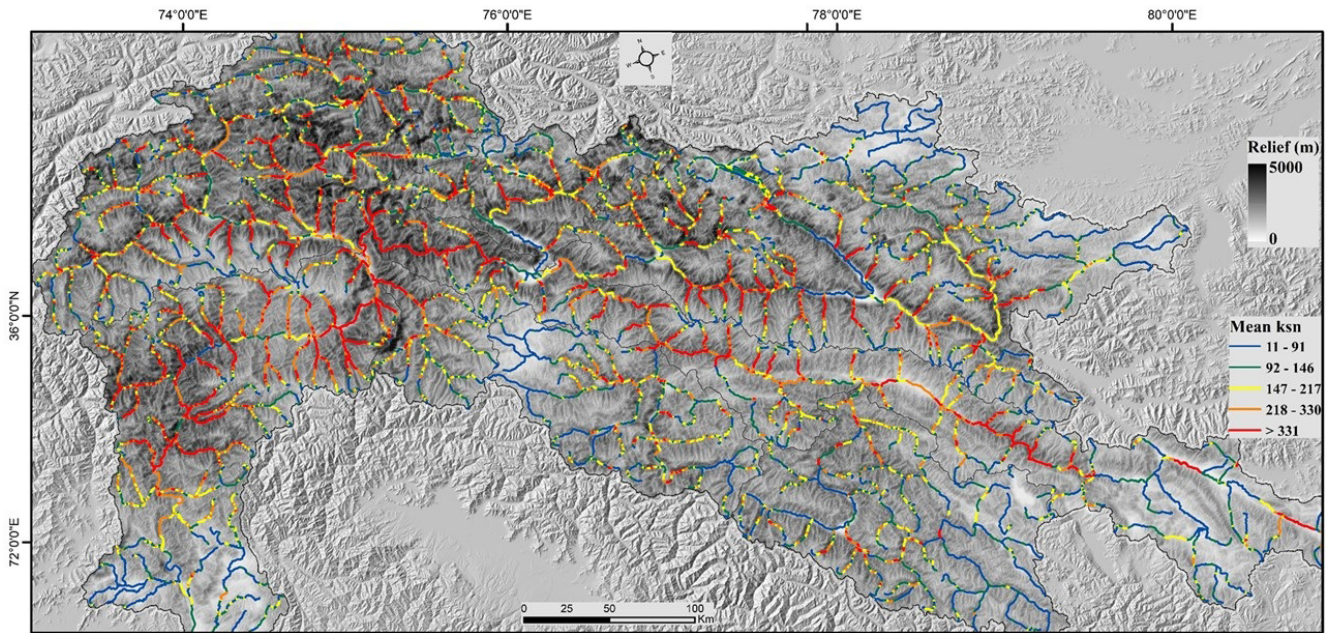 74°0'0"E
76°0'0"E
78°0'0"E
80°0'0"E
N
E
W
S
Relief (m)
5000
0
36°0'0"N
Mean ksn
11 - 91
92 - 146
147 - 217
218 - 330
> 331
72°0'0"E
0 25 50 100
Km